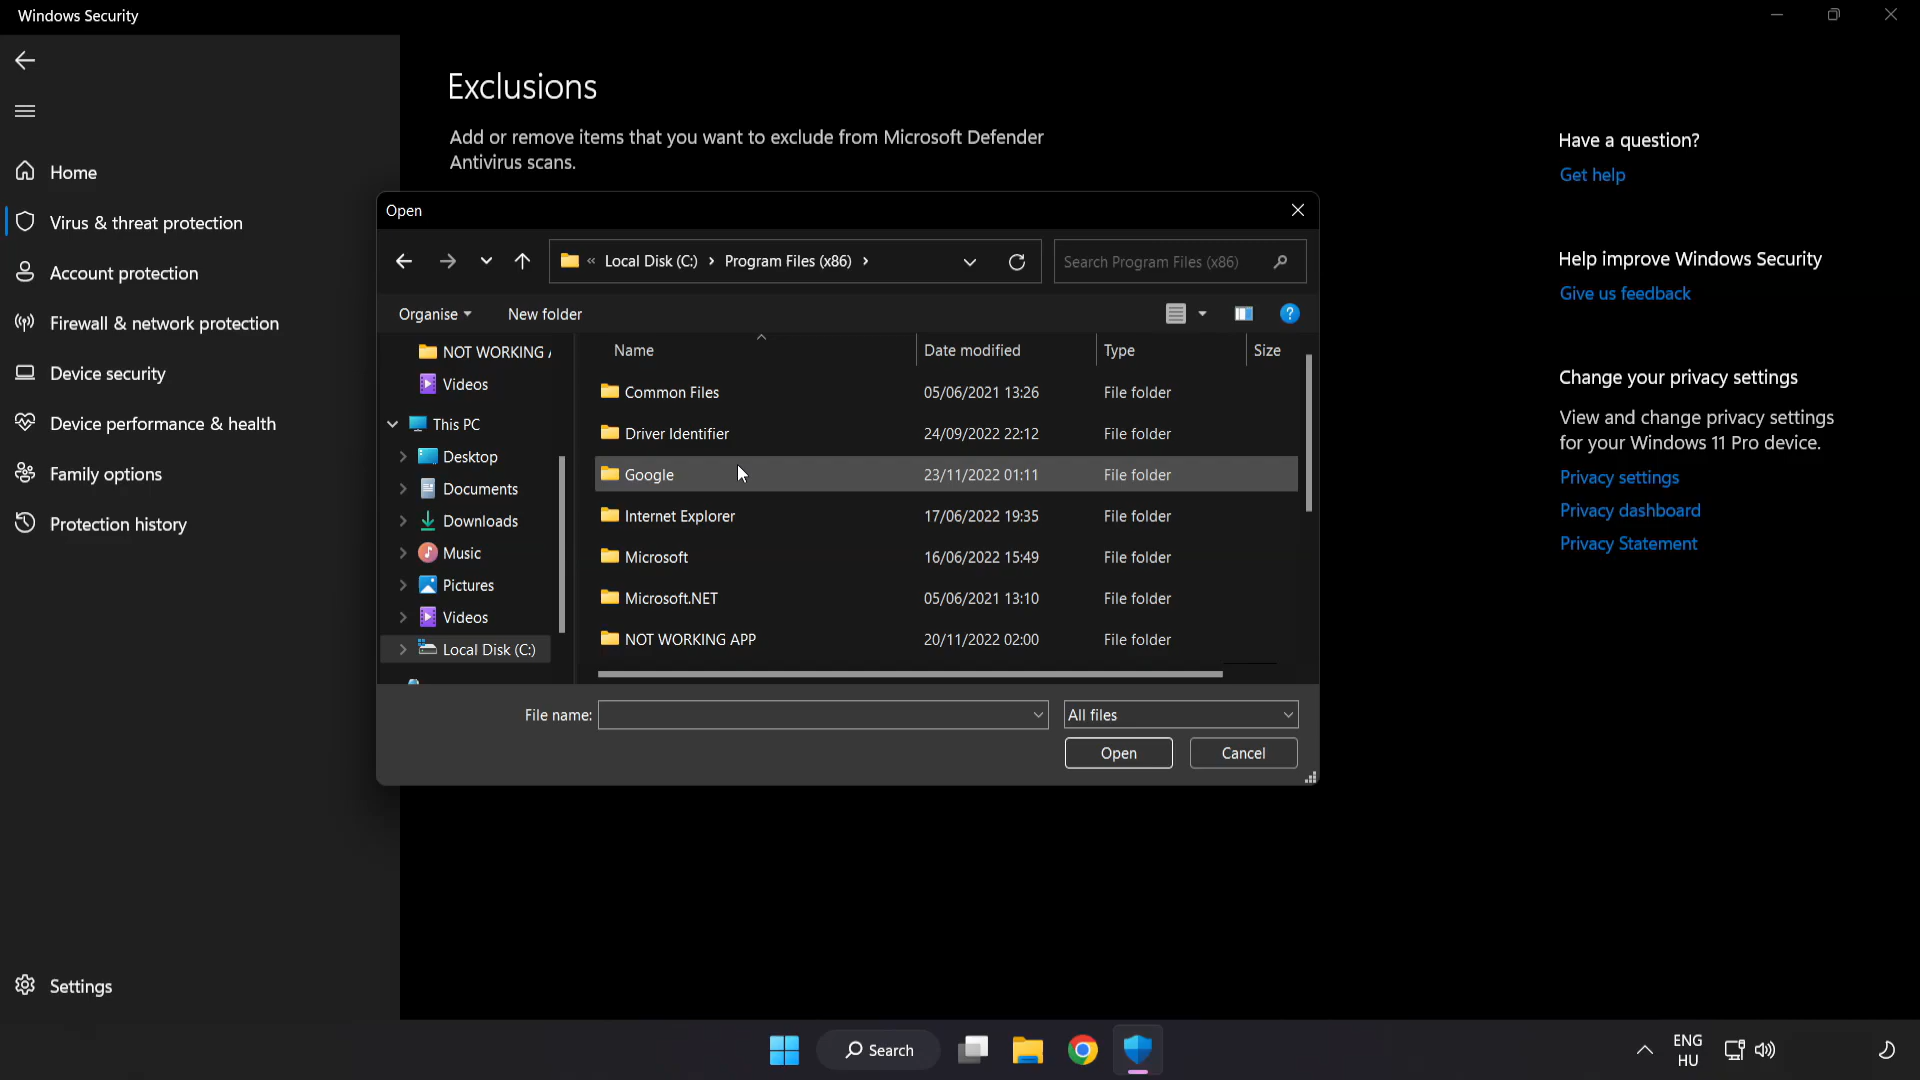 Windows Security
Home
Virus & threat protection
Account protection
Firewall & network protection
Device security
Device performance & health
Family options
Protection history
Settings
Exclusions
Add or remove items that you want to exclude from Microsoft Defender
Antivirus scans.
Open
« Local Disk (C:) › Program Files (x86) ›
Search Program Files (x86)
Organise
New folder
NOT WORKING
Videos
This PC
Desktop
Documents
Downloads
Music
Pictures
Videos
Local Disk (C:)
Name Date modified Type Size
Common Files 05/06/2021 13:26 File folder
Driver Identifier 24/09/2022 22:12 File folder
Google 23/11/2022 01:11 File folder
Internet Explorer 17/06/2022 19:35 File folder
Microsoft 16/06/2022 15:49 File folder
Microsoft.NET 05/06/2021 13:10 File folder
NOT WORKING APP 20/11/2022 02:00 File folder
File name:
All files
Open
Cancel
Have a question?
Get help
Help improve Windows Security
Give us feedback
Change your privacy settings
View and change privacy settings
for your Windows 11 Pro device.
Privacy settings
Privacy dashboard
Privacy Statement
Search
ENG
HU